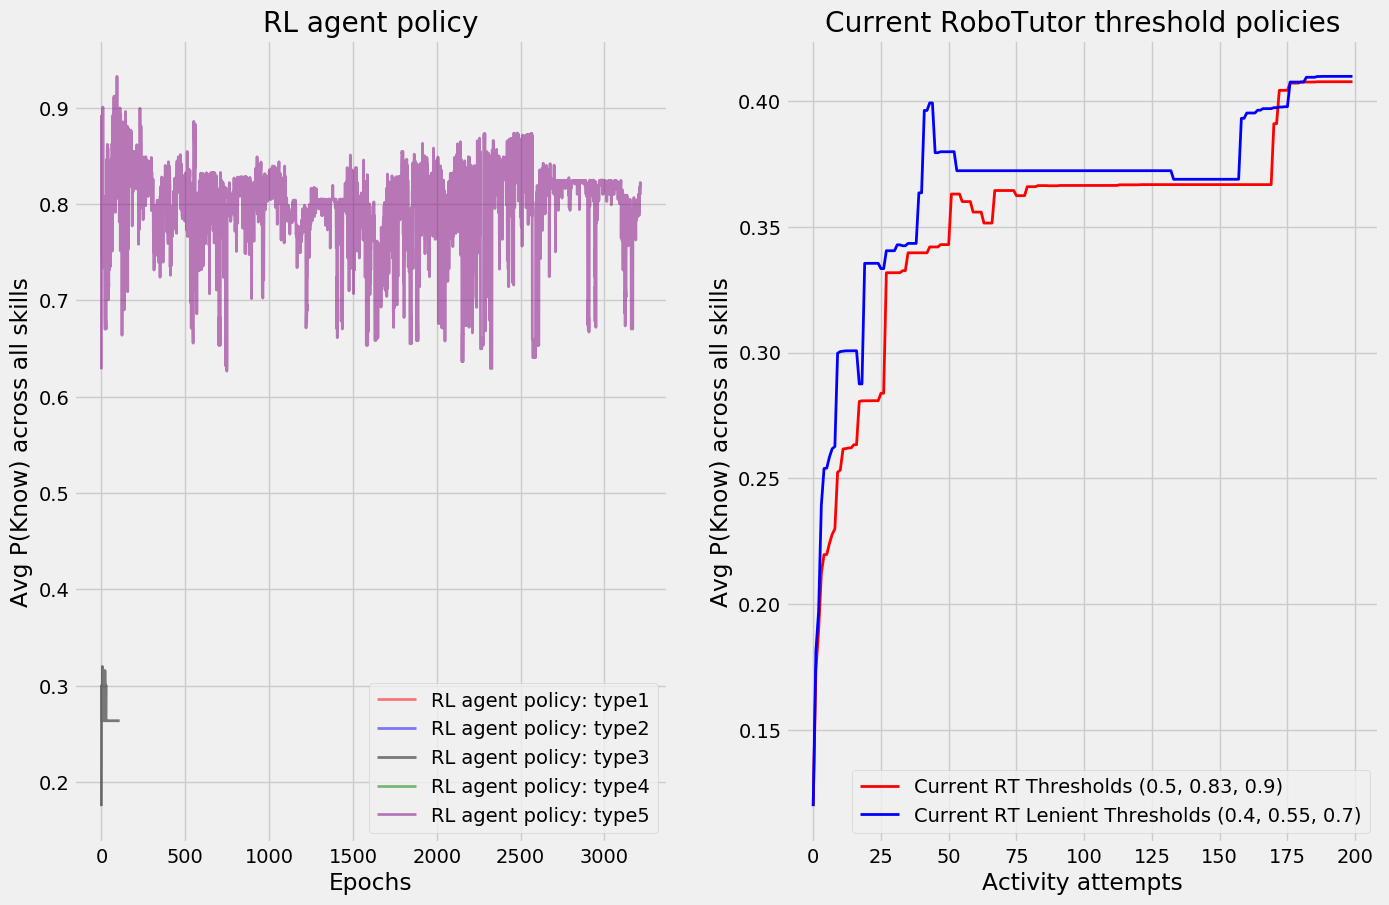 RL agent policy
Avg P(Know) across all skills
0.9
0.8
0.7
0.6
0.5
0.4
0.3
0.2
RL agent policy: type1
RL agent policy: type2
RL agent policy: type3
RL agent policy: type4
RL agent policy: type5
0 500 1000 1500 2000 2500 3000
Epochs
Current RoboTutor threshold policies
Avg P(Know) across all skills
0.40
0.35
0.30
0.25
0.20
0.15
Current RT Thresholds (0.5, 0.83, 0.9)
Current RT Lenient Thresholds (0.4, 0.55, 0.7)
0 25 50 75 100 125 150 175 200
Activity attempts